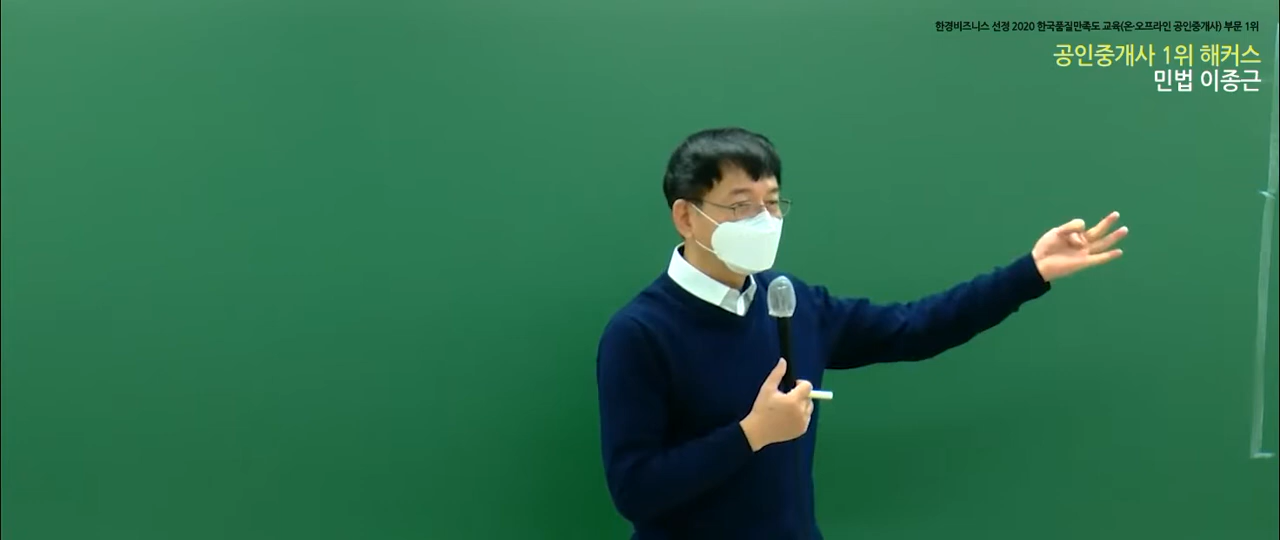 한경비즈니스 선정 2020 한국품질만족도 교육(온·오프라인 공인중개사) 부문 1위
공인중개사 1위 해커스
민법 이종근